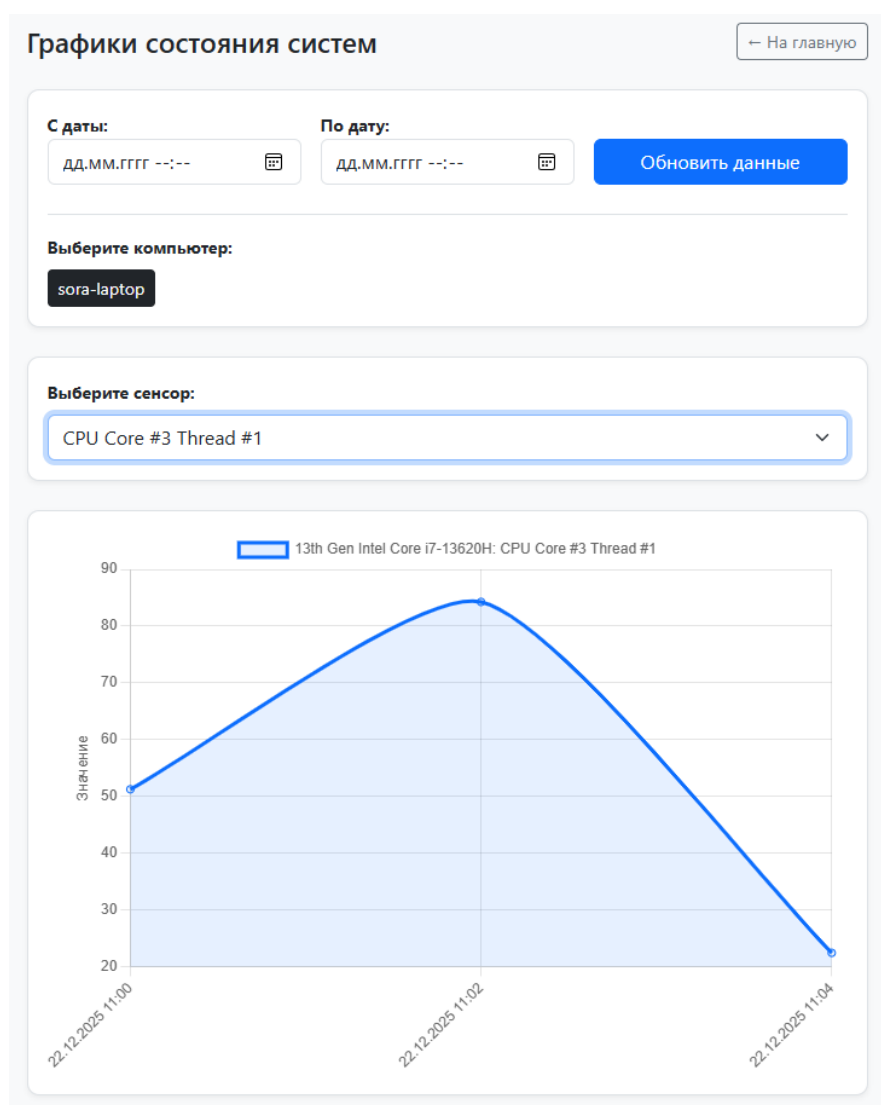 Графики состояния систем
← На главную
С даты:
По дату:
дд.мм.гггг --:--
дд.мм.гггг --:--
Обновить данные
Выберите компьютер:
sora-laptop
Выберите сенсор:
CPU Core #3 Thread #1
13th Gen Intel Core i7-13620H: CPU Core #3 Thread #1
90
80
70
60
50
40
30
20
Значение
22.12.2025 11:00
22.12.2025 11:02
22.12.2025 11:04